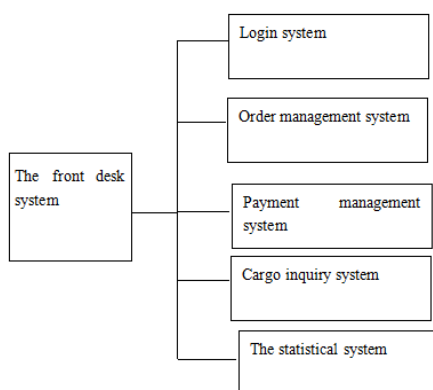 Login system
Order management system
The front desk
system
Payment management
system
Cargo inquiry system
The statistical system